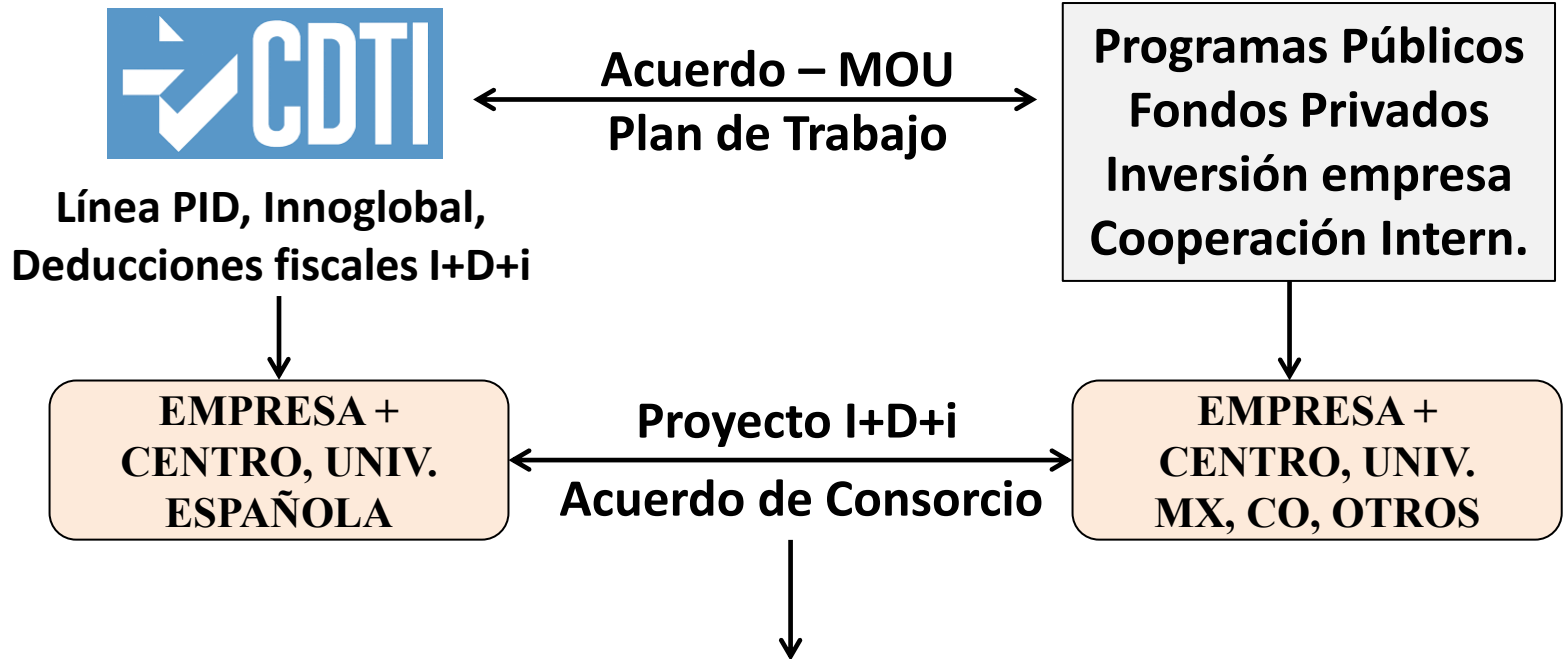 CDTI
Acuerdo – MOU
Plan de Trabajo
Programas Públicos
Fondos Privados
Inversión empresa
Cooperación Intern.
Línea PID, Innoglobal,
Deducciones fiscales I+D+i
EMPRESA +
CENTRO, UNIV.
ESPAÑOLA
Proyecto I+D+i
Acuerdo de Consorcio
EMPRESA +
CENTRO, UNIV.
MX, CO, OTROS